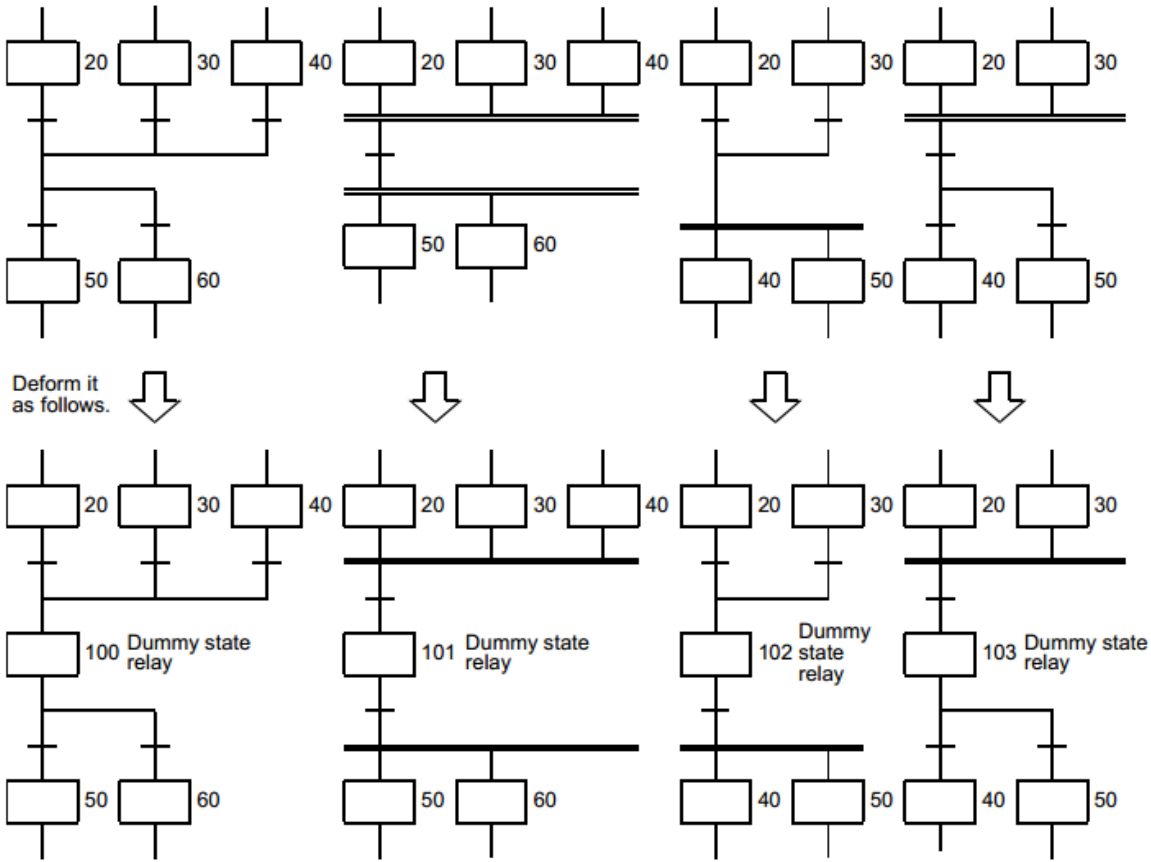 20 30 40 20 30 40 20 30 20 30
50 60
50 60 40 50 40 50
Deform it
as follows.
20 30 40 20 30 40 20 30 20 30
100 Dummy state
relay
101 Dummy state
relay
102 Dummy
state
relay
103 Dummy state
relay
50 60 50 60 40 50 40 50